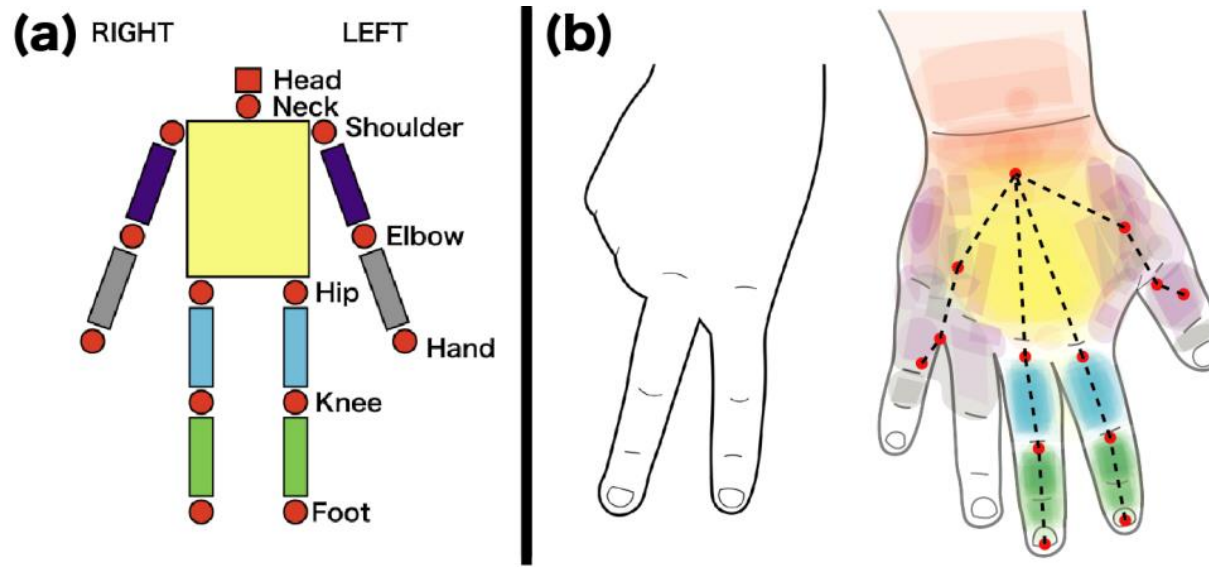 (a) RIGHT LEFT
Head
Neck
Shoulder
Elbow
Hip
Hand
Knee
Foot
(b)